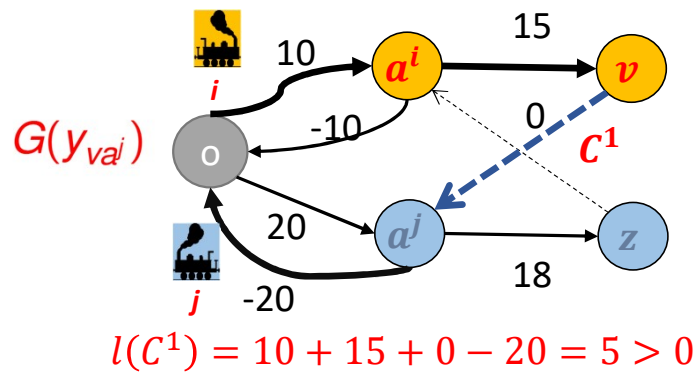 10
15
i
a^i
v
G(y_{va^j})
-10
0
C^1
o
20
a^j
z
18
j
-20
l(C^1) = 10 + 15 + 0 − 20 = 5 > 0